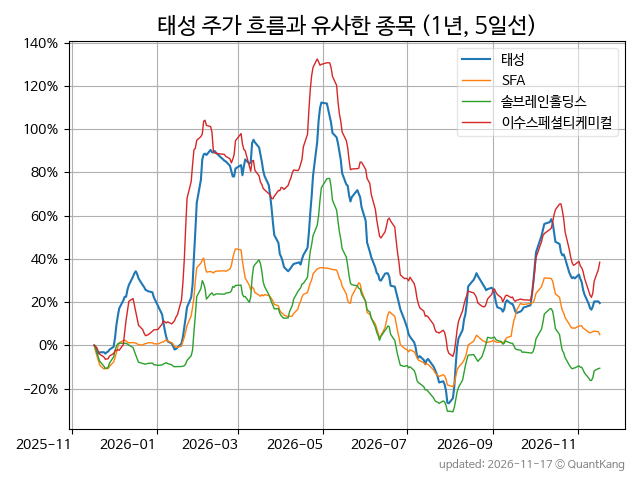 태성 주가 흐름과 유사한 종목 (1년, 5일선)
140%
120%
100%
80%
60%
40%
20%
0%
−20%
태성
SFA
솔브레인홀딩스
이수스페셜티케미컬
2025-11 2026-01 2026-03 2026-05 2026-07 2026-09 2026-11
updated: 2026-11-17 © QuantKang